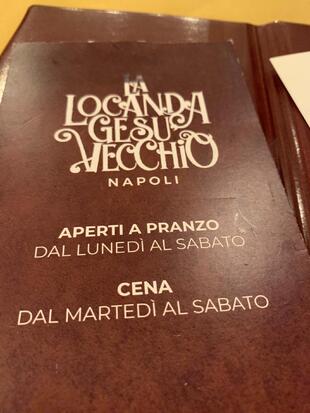 LA
LOCANDA
GESÙ
VECCHIO
NAPOLI
APERTI A PRANZO
DAL LUNEDÌ AL SABATO
CENA
DAL MARTEDÌ AL SABATO